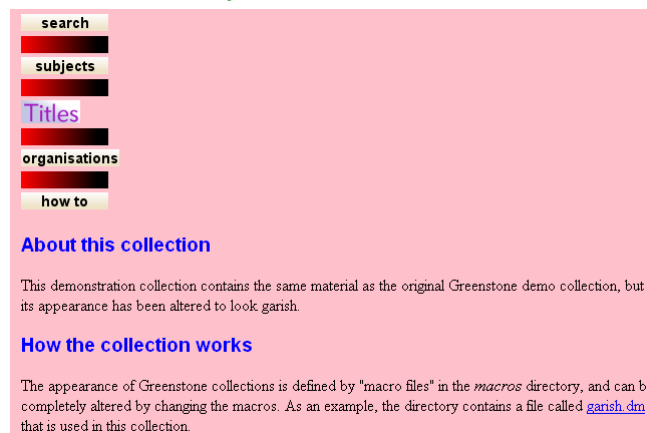 search
subjects
Titles
organisations
how to
About this collection
This demonstration collection contains the same material as the original Greenstone demo collection, but
its appearance has been altered to look garish.
How the collection works
The appearance of Greenstone collections is defined by "macro files" in the macros directory, and can b
completely altered by changing the macros. As an example, the directory contains a file called garish.dm
that is used in this collection.